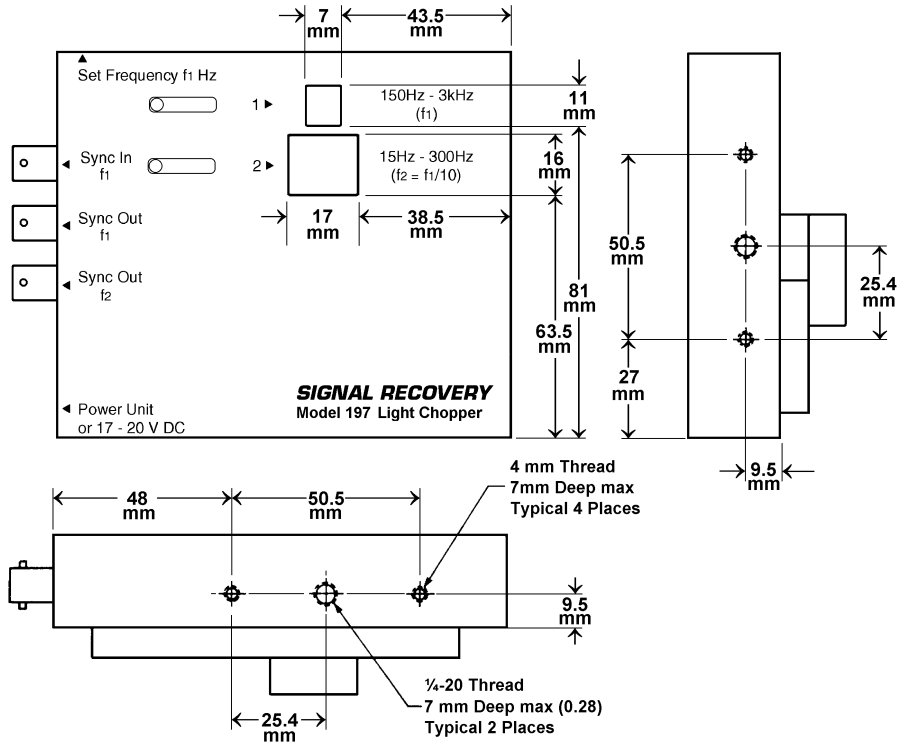 7
mm
43.5
mm
Set Frequency f1 Hz
1
150Hz - 3kHz
(f1)
11
mm
Sync In
f1
2
15Hz - 300Hz
(f2 = f1/10)
16
mm
Sync Out
f1
17
mm
38.5
mm
50.5
mm
Sync Out
f2
81
mm
25.4
mm
63.5
mm
27
mm
SIGNAL RECOVERY
Model 197 Light Chopper
Power Unit
or 17 - 20 V DC
9.5
mm
4 mm Thread
7mm Deep max
Typical 4 Places
48
mm
50.5
mm
9.5
mm
¼-20 Thread
7 mm Deep max (0.28)
Typical 2 Places
25.4
mm